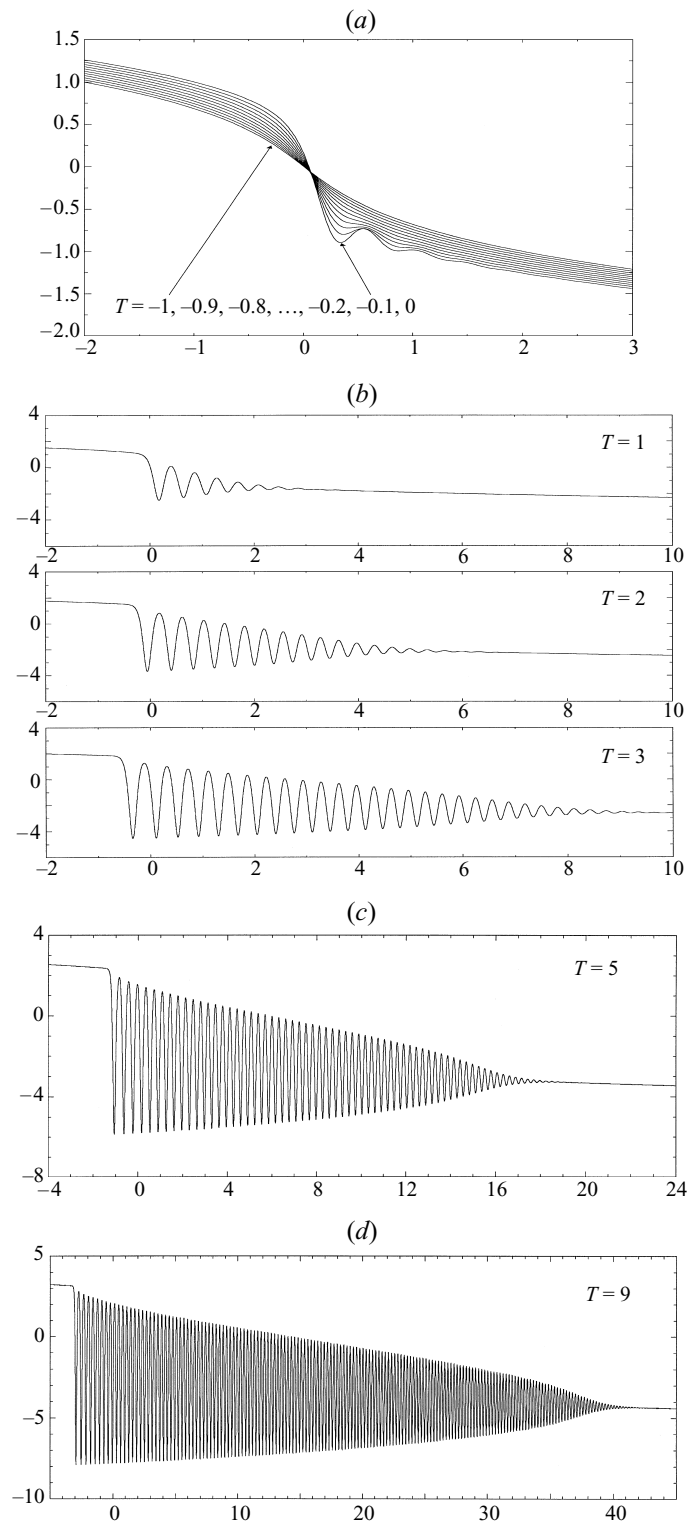 (a)
1.5
1.0
0.5
0
−0.5
−1.0
−1.5
−2.0
T = −1, −0.9, −0.8, …, −0.2, −0.1, 0
−2 −1 0 1 2 3
(b)
4
T = 1
0
−4
−2 0 2 4 6 8 10
4
T = 2
0
−4
−2 0 2 4 6 8 10
4
T = 3
0
−4
−2 0 2 4 6 8 10
(c)
4
T = 5
0
−4
−8
−4 0 4 8 12 16 20 24
(d)
5
T = 9
0
−5
−10
0 10 20 30 40